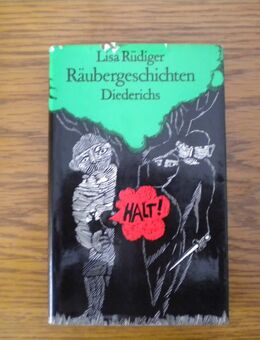 Lisa Rüdiger
Räubergeschichten
Diederichs
HALT!